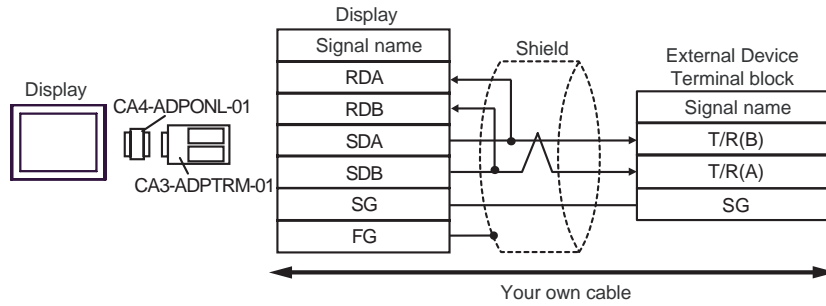 Display
CA4-ADPONL-01
CA3-ADPTRM-01
Display
Signal name
RDA
RDB
SDA
SDB
SG
FG
Shield
External Device
Terminal block
Signal name
T/R(B)
T/R(A)
SG
Your own cable